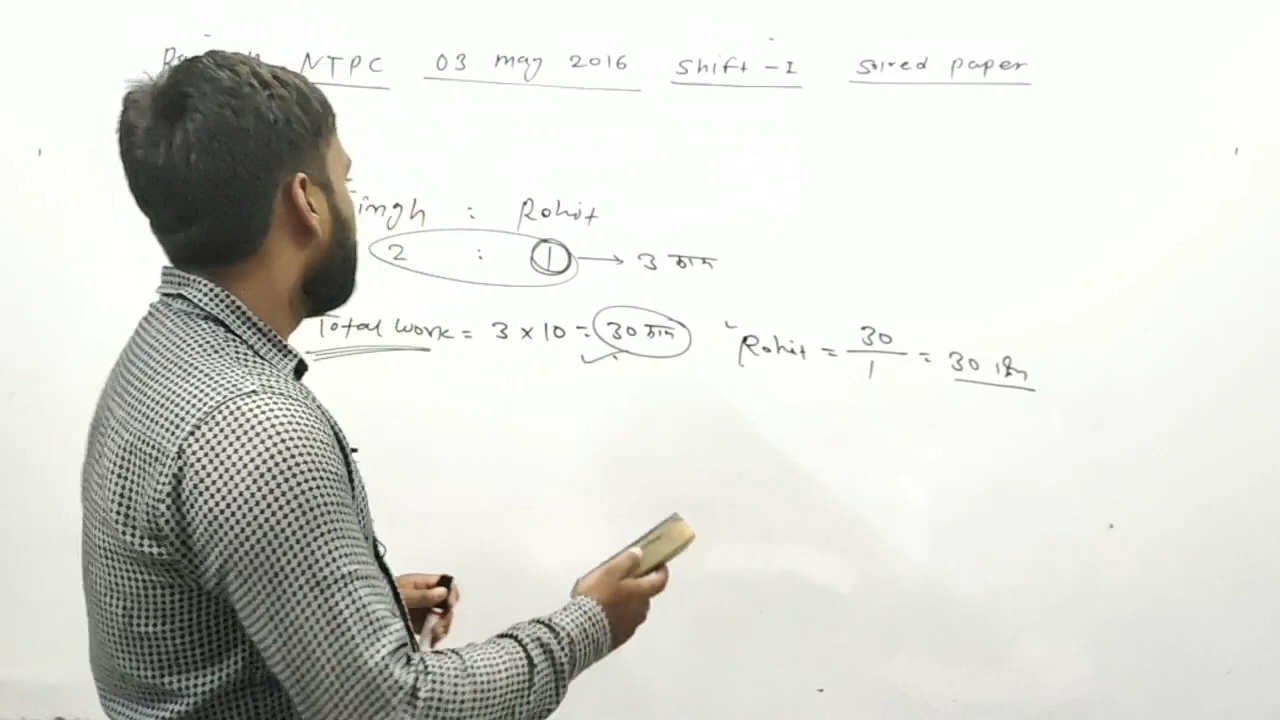 NTPC 03 may 2016 Shift-I Solved paper
Singh : Rohit
2 : 1 → 3 काम
Total work = 3 × 10 = 30 काम
Rohit = 30/1 = 30 दिन